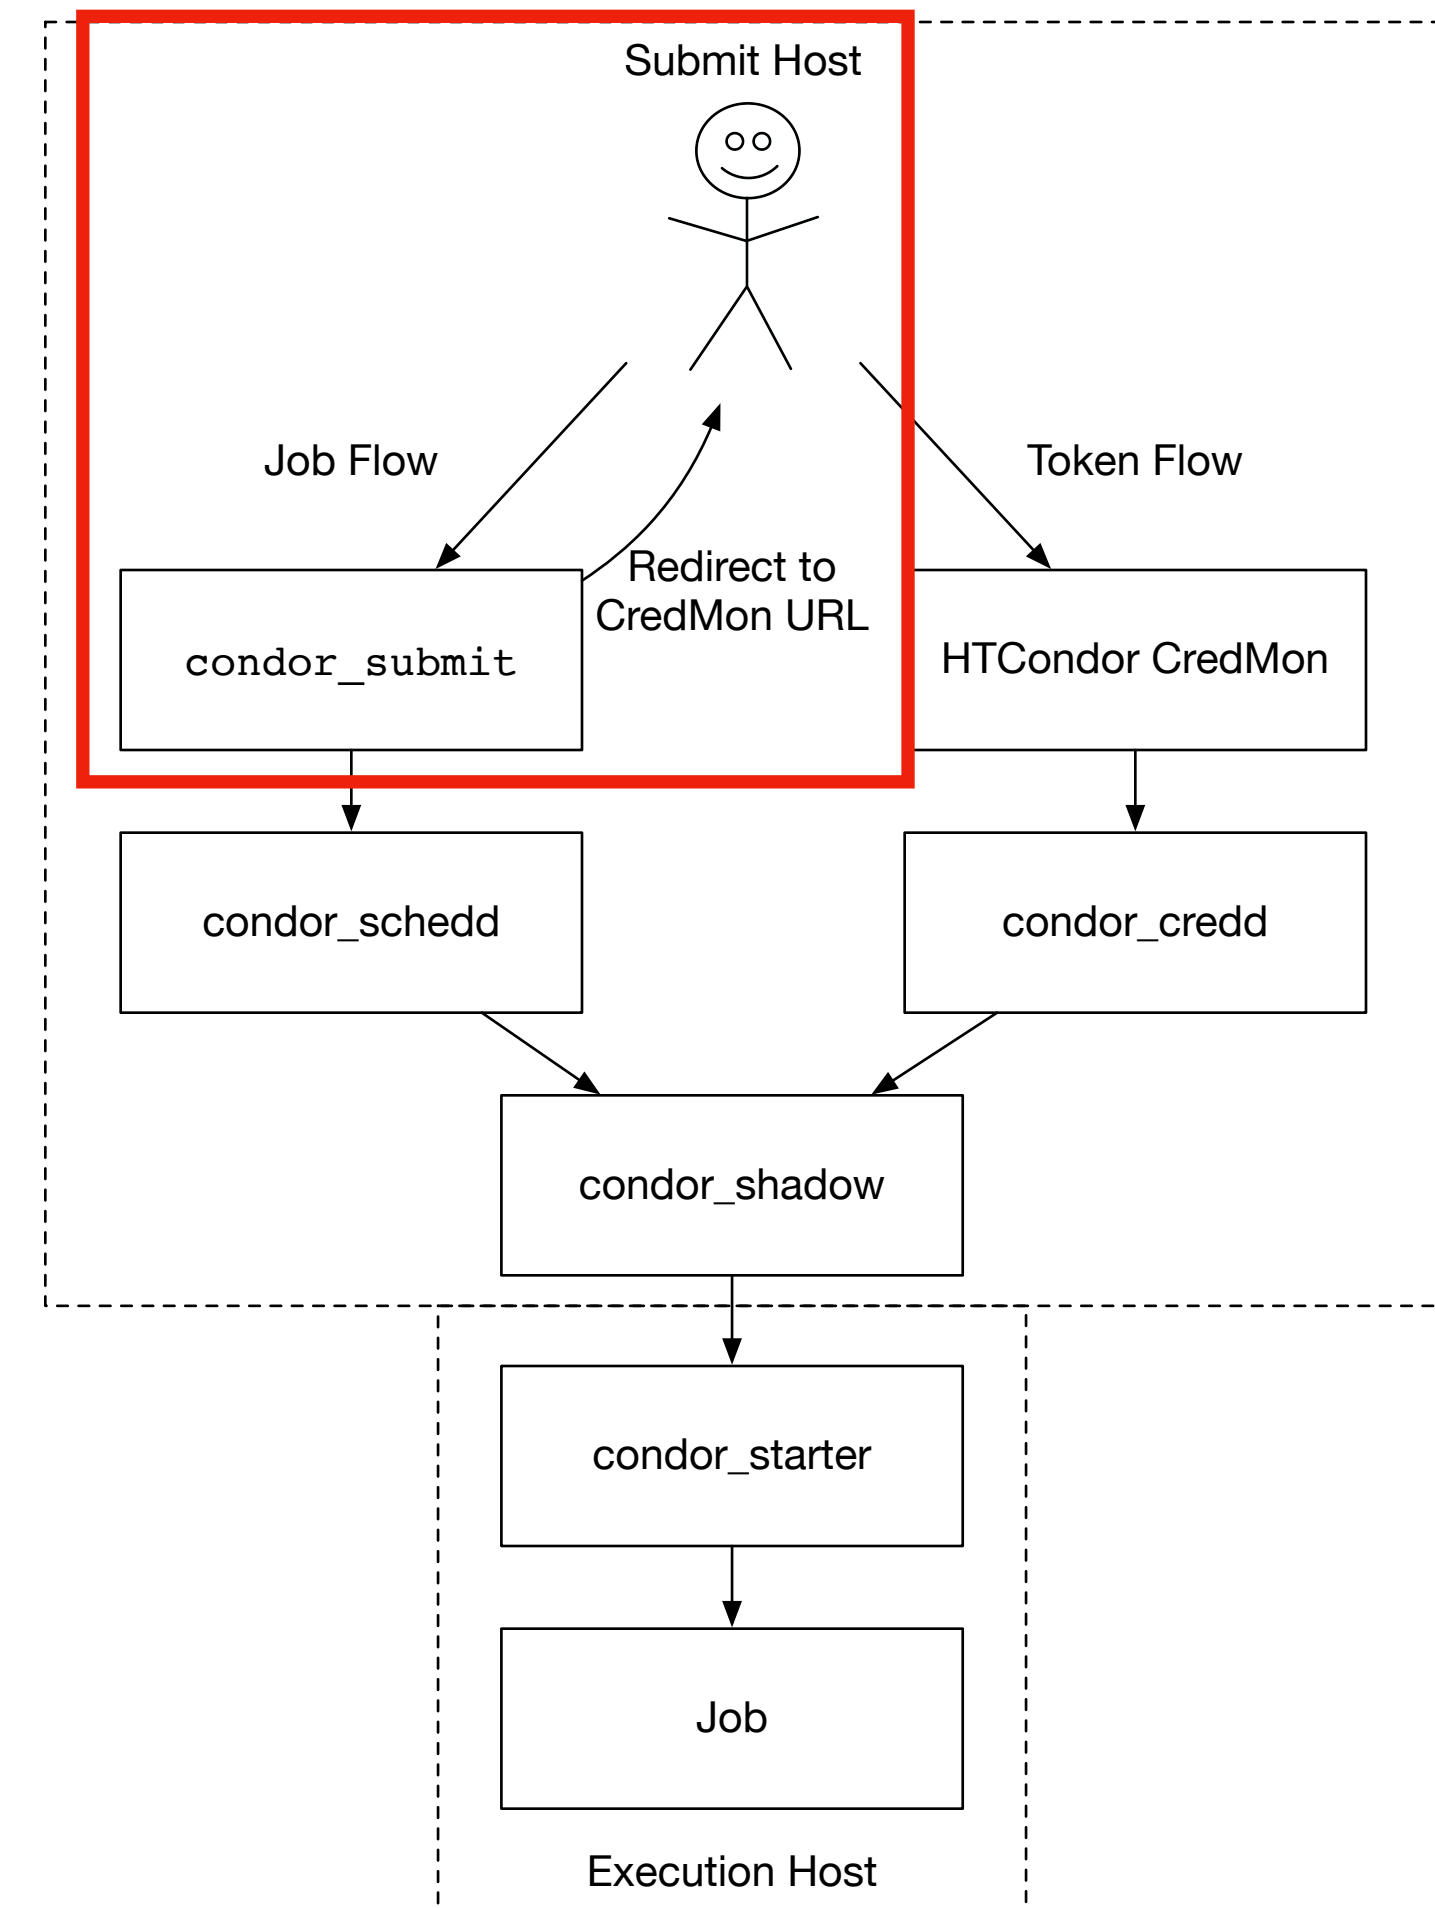 Submit Host
Job Flow
Token Flow
Redirect to
CredMon URL
condor_submit
HTCondor CredMon
condor_schedd
condor_credd
condor_shadow
condor_starter
Job
Execution Host